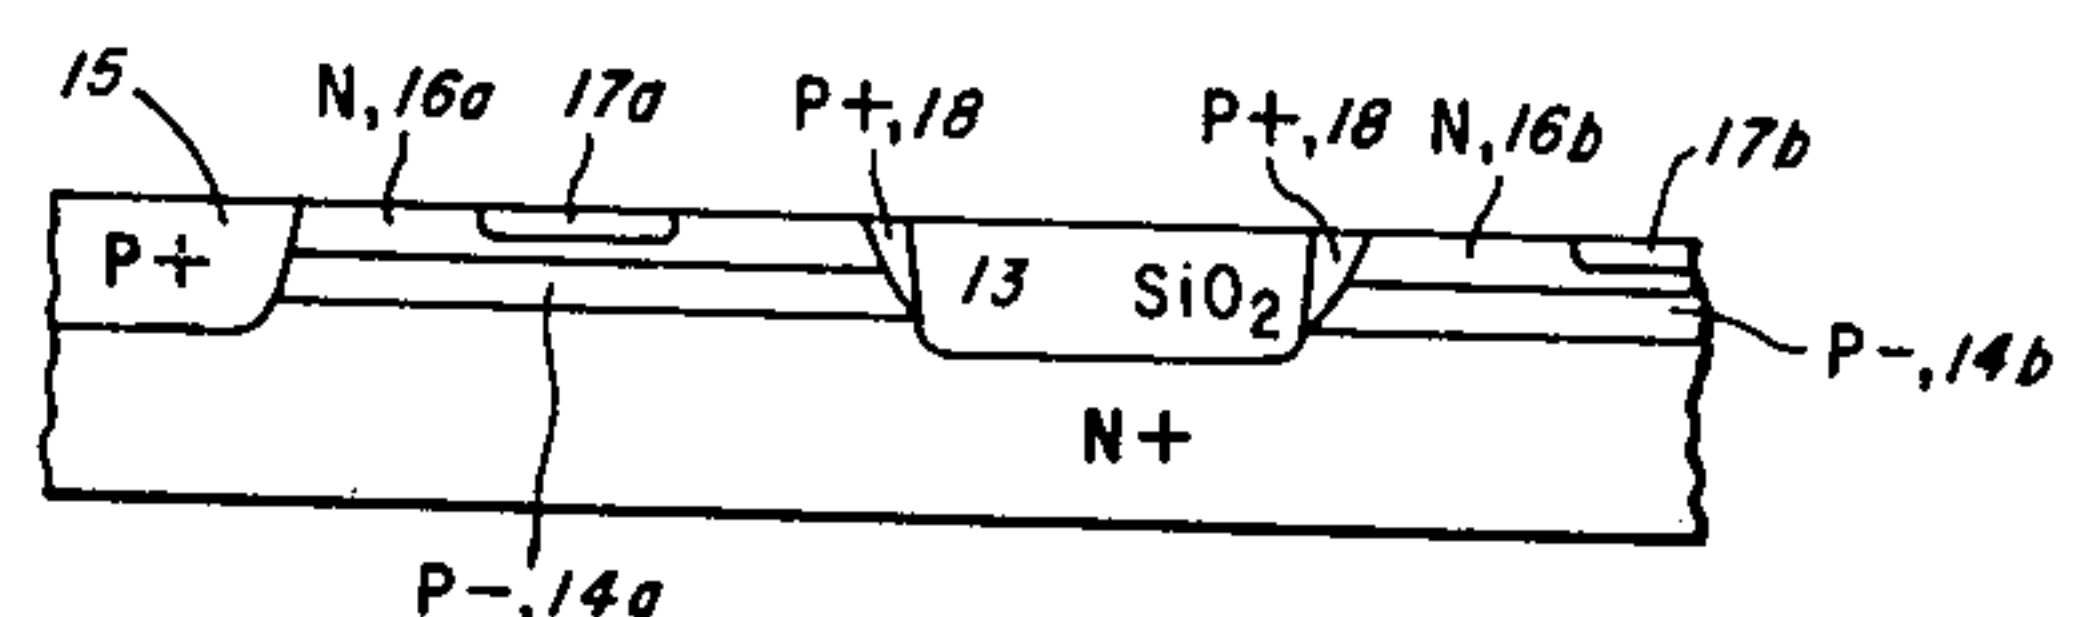 15
N, 16a
17a
P+, 18
P+, 18
N, 16b
17b
P+
13
SiO2
P-, 14b
N+
P-, 14a